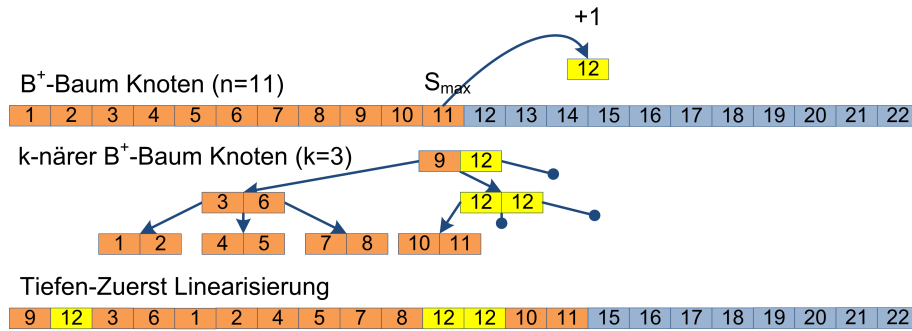 +1
12
B⁺-Baum Knoten (n=11) Smax
1 2 3 4 5 6 7 8 9 10 11 12 13 14 15 16 17 18 19 20 21 22
k-närer B⁺-Baum Knoten (k=3) 9 12
3 6 12 12
1 2 4 5 7 8 10 11
Tiefen-Zuerst Linearisierung
9 12 3 6 1 2 4 5 7 8 12 12 10 11 15 16 17 18 19 20 21 22